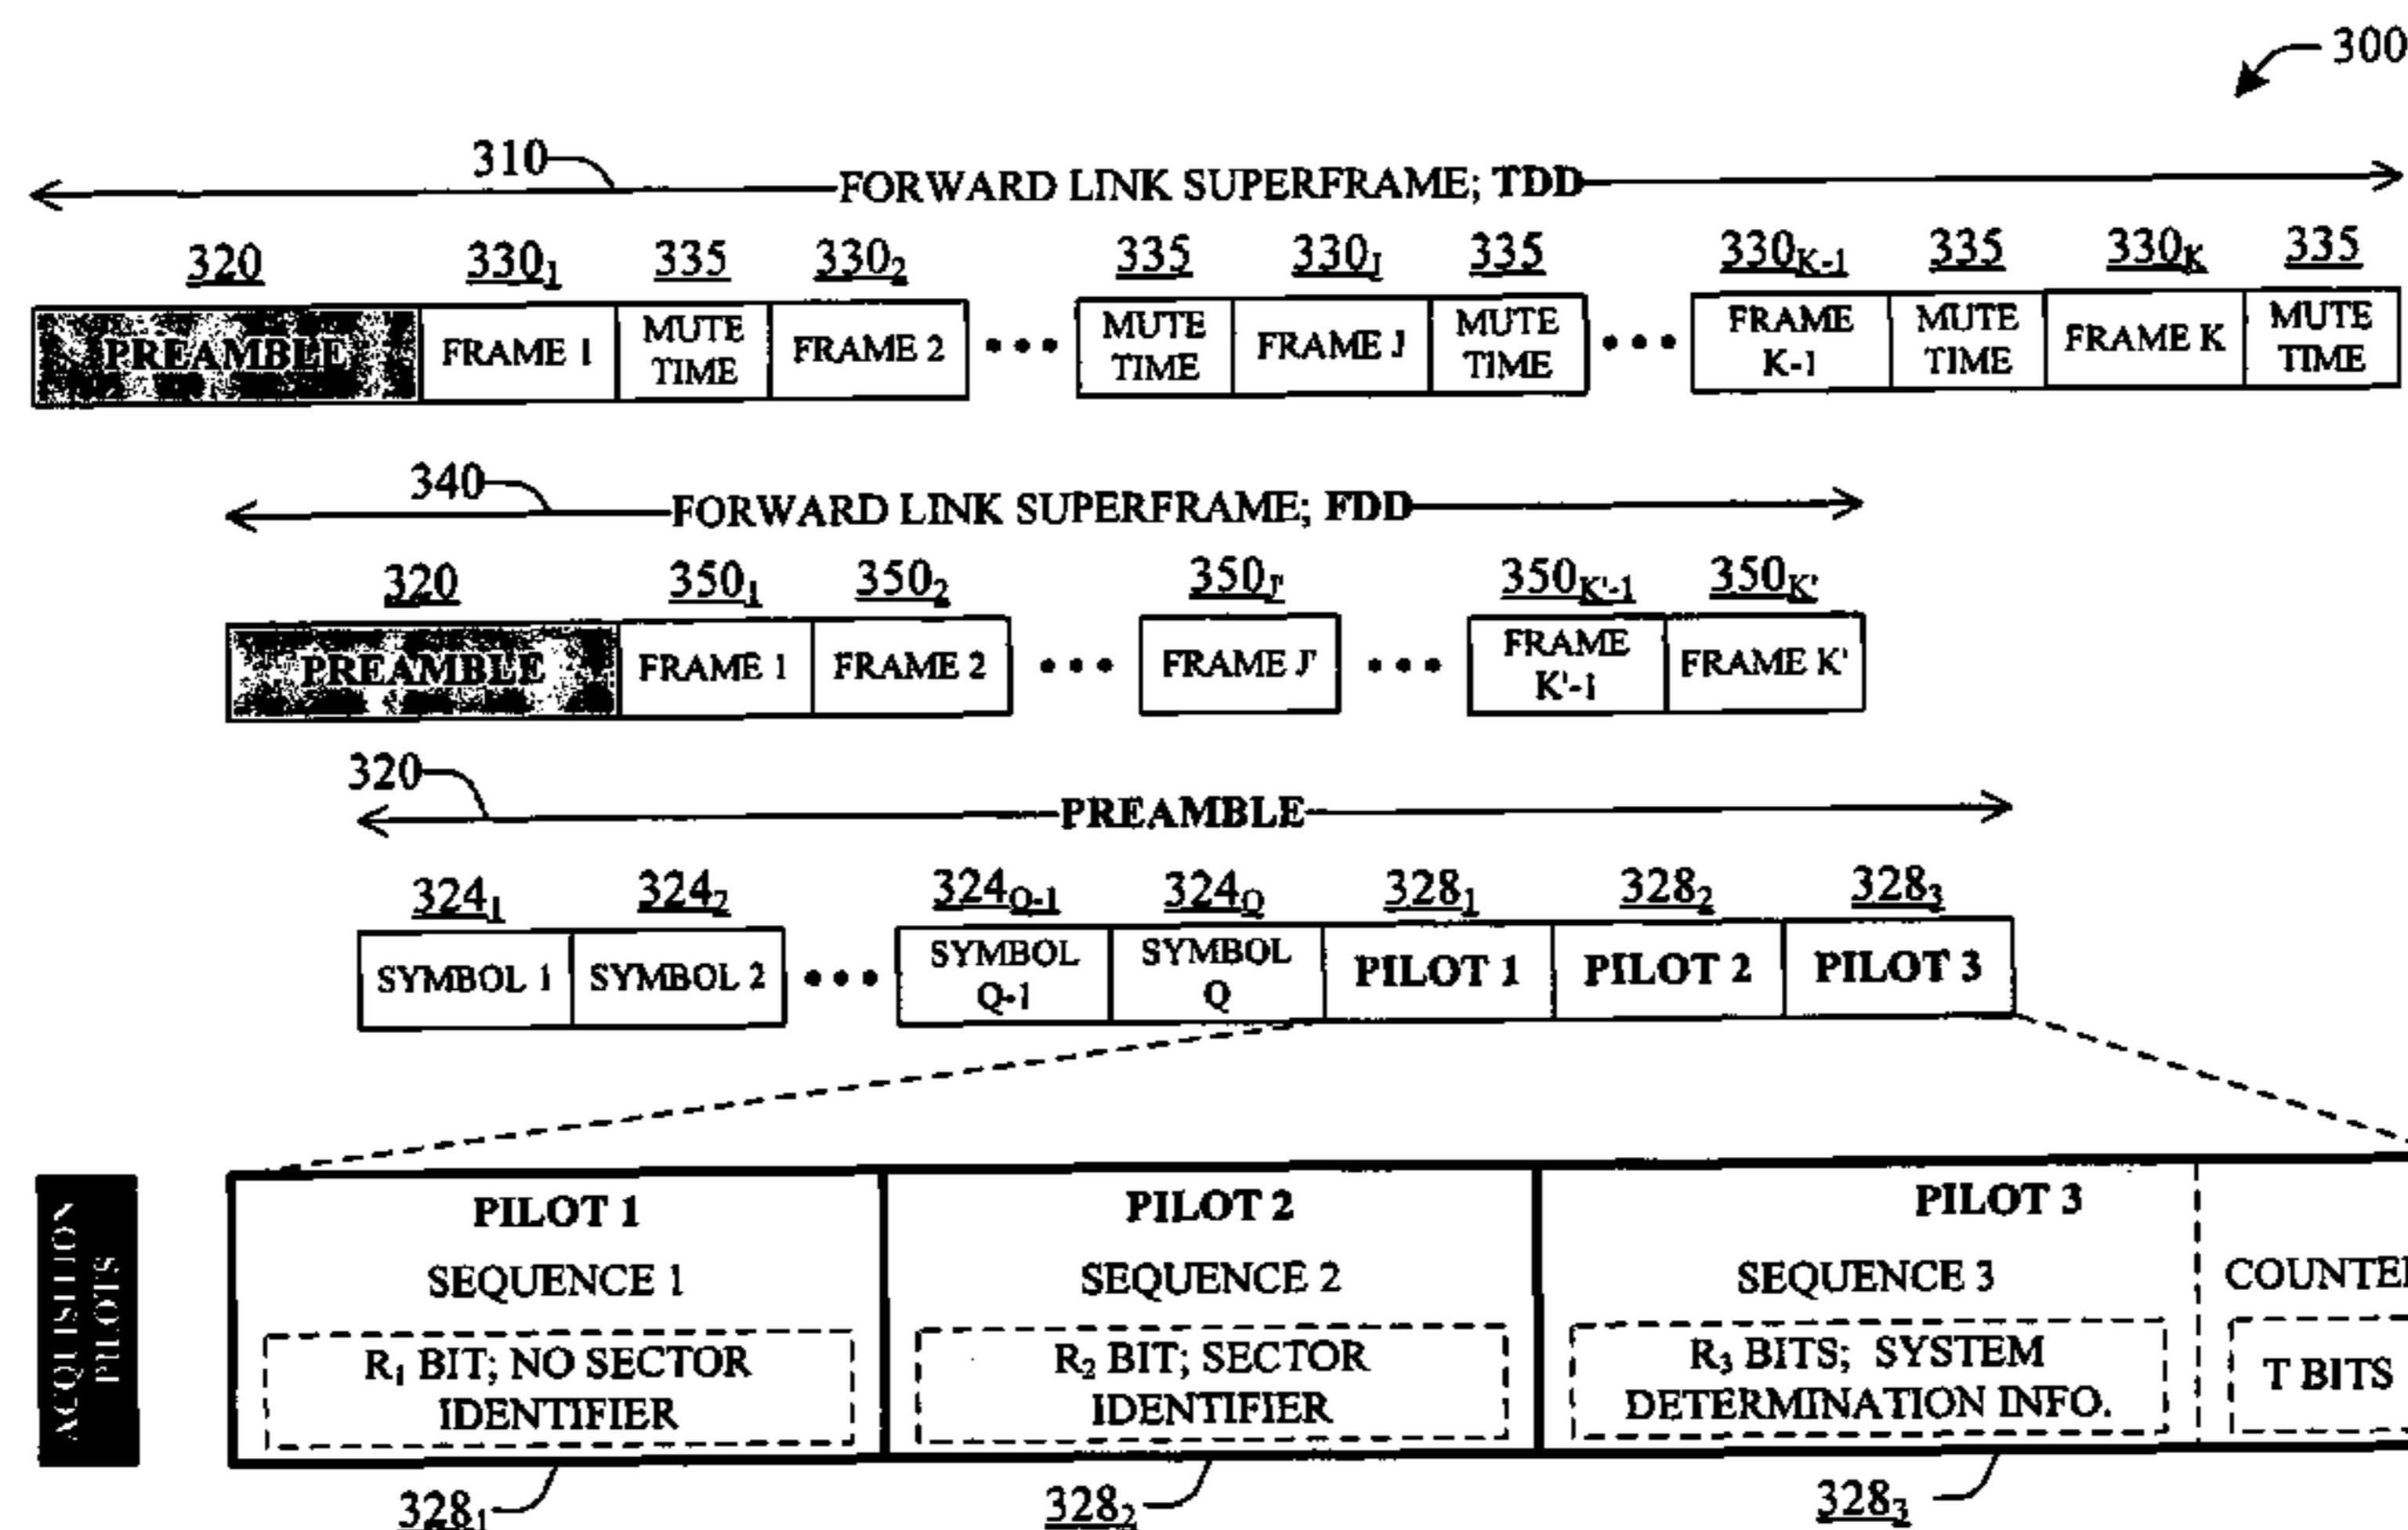 300
310
FORWARD LINK SUPERFRAME; TDD
320 330₁ 335 330₂ 335 330J 335 330K-1 335 330K 335
PREAMBLE FRAME 1 MUTE TIME FRAME 2 ••• MUTE TIME FRAME J MUTE TIME ••• FRAME K-1 MUTE TIME FRAME K MUTE TIME
340
FORWARD LINK SUPERFRAME; FDD
320 350₁ 350₂ 350J' 350K'-1 350K'
PREAMBLE FRAME 1 FRAME 2 ••• FRAME J' ••• FRAME K'-1 FRAME K'
320
PREAMBLE
324₁ 324₂ 324Q-1 324Q 328₁ 328₂ 328₃
SYMBOL 1 SYMBOL 2 ••• SYMBOL Q-1 SYMBOL Q PILOT 1 PILOT 2 PILOT 3
ACQUISITION
PILOTS
PILOT 1
SEQUENCE 1
R₁ BIT; NO SECTOR
IDENTIFIER
328₁
PILOT 2
SEQUENCE 2
R₂ BIT; SECTOR
IDENTIFIER
328₂
PILOT 3
SEQUENCE 3
R₃ BITS; SYSTEM
DETERMINATION INFO.
328₃
T BITS